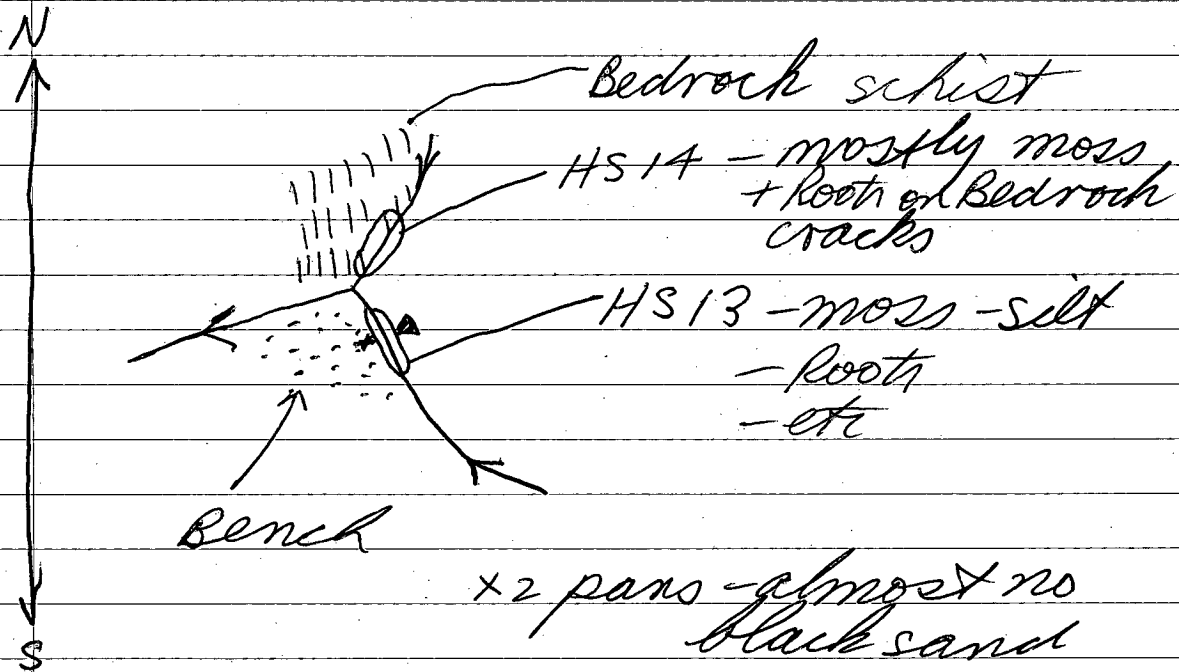 N
Bedrock schist
HS14 - mostly moss
+ Roots on Bedrock
cracks
HS13 - moss - silt
- Roots
- etc
Bench
x2 pans - almost no
black sand
S